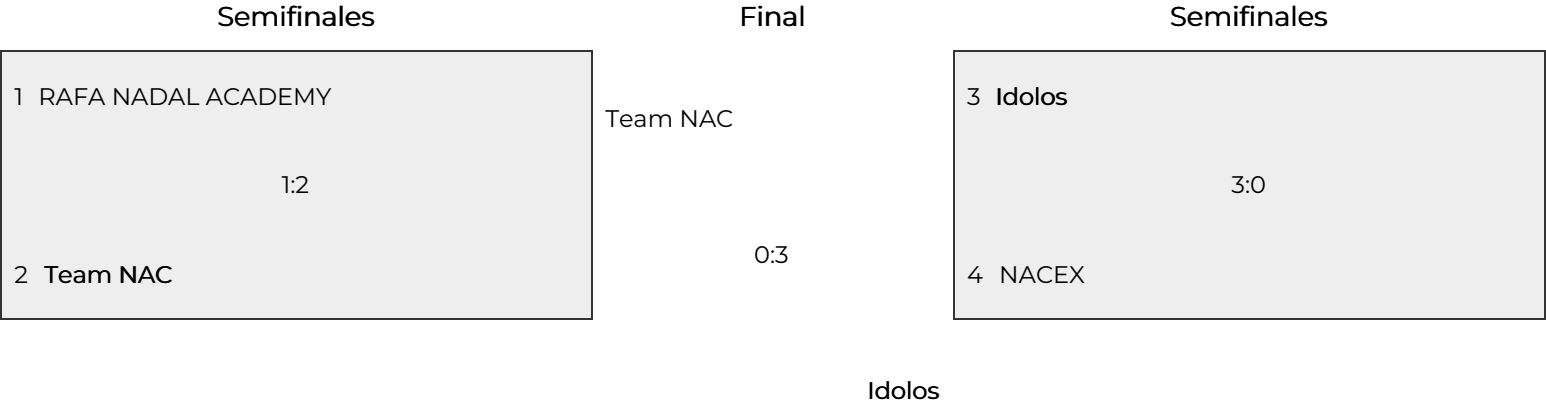 Semifinales
Final
Semifinales
1 RAFA NADAL ACADEMY
1:2
2 Team NAC
Team NAC
0:3
Idolos
3 Idolos
3:0
4 NACEX